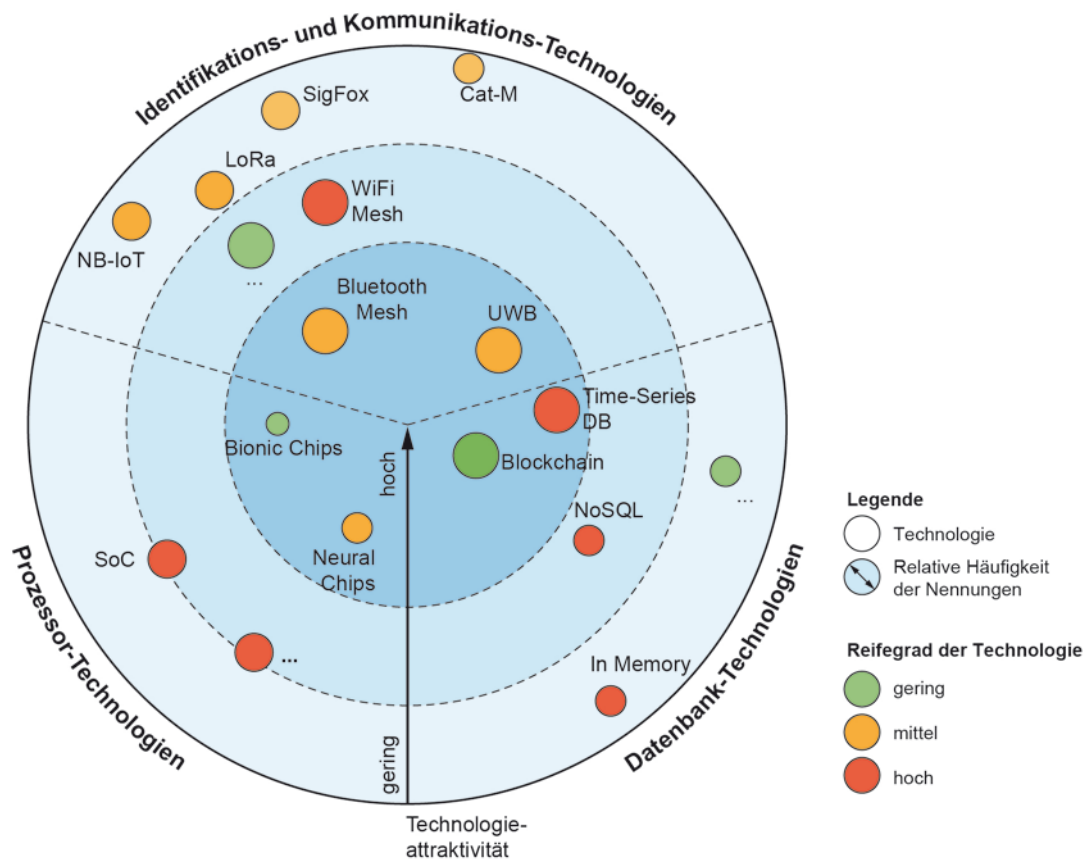 Identifikations- und Kommunikations-Technologien
Cat-M
SigFox
LoRa
WiFi
Mesh
NB-IoT
...
Bluetooth
Mesh
UWB
Time-Series
DB
Bionic Chips
Blockchain
...
hoch
NoSQL
Neural
Chips
SoC
...
In Memory
gering
Prozessor-Technologien
Datenbank-Technologien
Technologie-
attraktivität
Legende
Technologie
Relative Häufigkeit
der Nennungen
Reifegrad der Technologie
gering
mittel
hoch